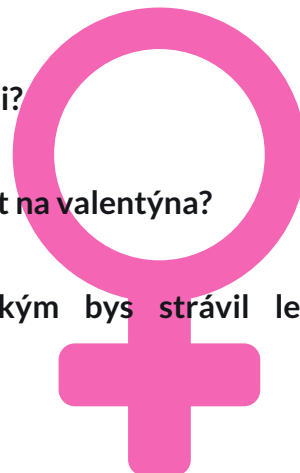 i?
t na valentýna?
kým bys strávil le